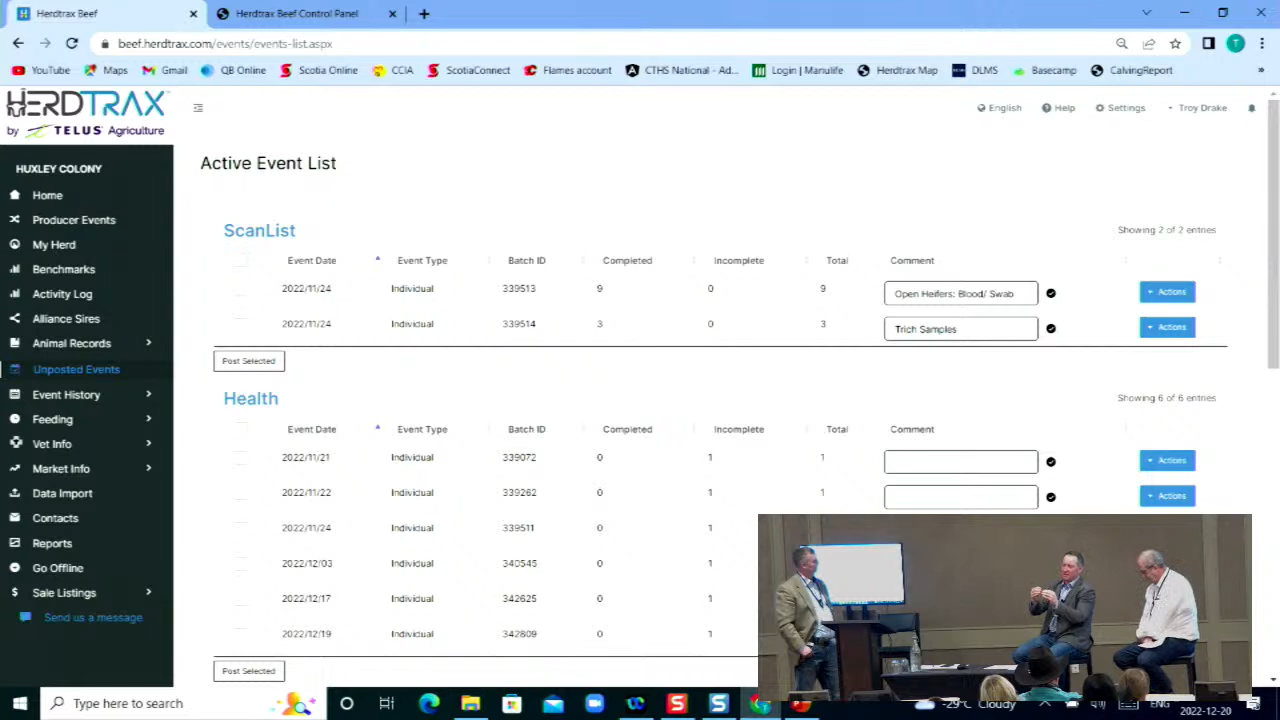 Herdtrax Beef
Herdtrax Beef Control Panel
beef.herdtrax.com/events/events-list.aspx
T
YouTube Maps Gmail QB Online Scotia Online CCIA ScotiaConnect Flames account CTHS National - Ad... Login | Manulife Herdtrax Map DLMS Basecamp CalvingReport
HERDTRAX
by TELUS Agriculture
English Help Settings Troy Drake
HUXLEY COLONY
Home
Producer Events
My Herd
Benchmarks
Activity Log
Alliance Sires
Animal Records
Unposted Events
Event History
Feeding
Vet Info
Market Info
Data Import
Contacts
Reports
Go Offline
Sale Listings
Send us a message
Active Event List
ScanList
Showing 2 of 2 entries
Event Date Event Type Batch ID Completed Incomplete Total Comment
2022/11/24 Individual 339513 9 0 9 Open Heifers: Blood/ Swab Actions
2022/11/24 Individual 339514 3 0 3 Trich Samples Actions
Post Selected
Health
Showing 6 of 6 entries
Event Date Event Type Batch ID Completed Incomplete Total Comment
2022/11/21 Individual 339072 0 1 1 Actions
2022/11/22 Individual 339262 0 1 1 Actions
2022/11/24 Individual 339511 0 1
2022/12/03 Individual 340545 0 1
2022/12/17 Individual 342625 0 1
2022/12/19 Individual 342809 0 1
Post Selected
Type here to search
-29°C Cloudy
ENG
2022-12-20